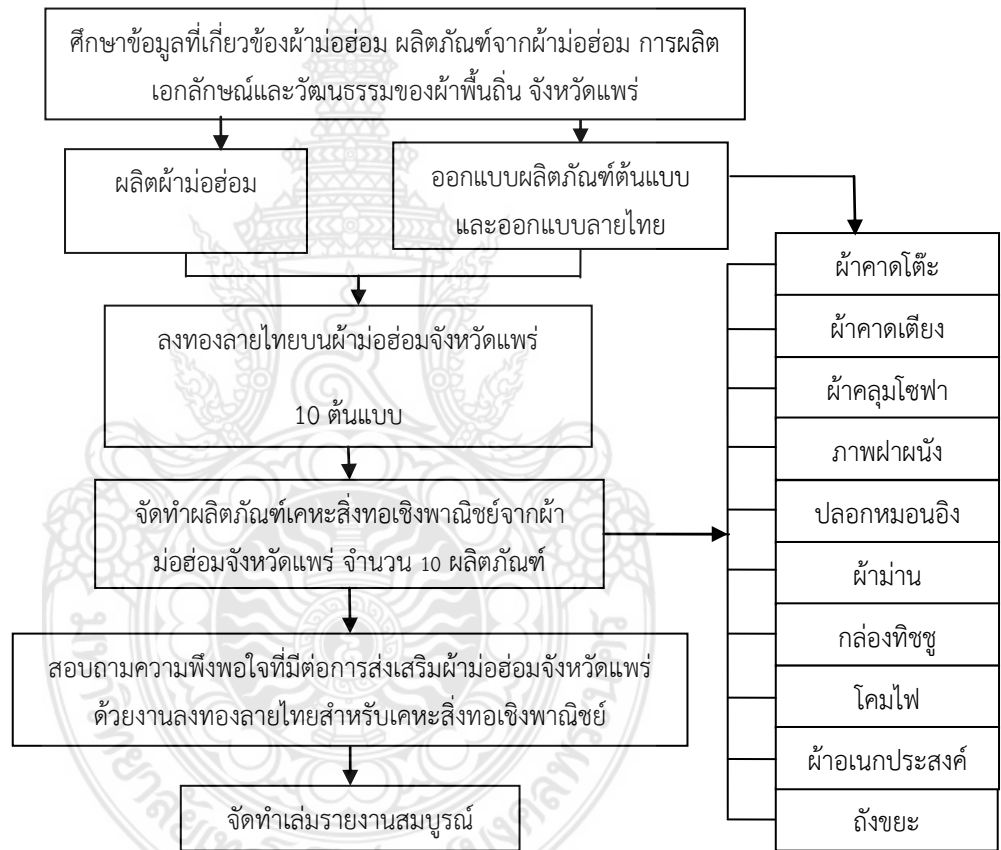 ศึกษาข้อมูลที่เกี่ยวข้องผ้าม่อฮ่อม ผลิตภัณฑ์จากผ้าม่อฮ่อม การผลิต
เอกลักษณ์และวัฒนธรรมของผ้าพื้นถิ่น จังหวัดแพร่
ผลิตผ้าม่อฮ่อม
ออกแบบผลิตภัณฑ์ต้นแบบ
และออกแบบลายไทย
ลงทองลายไทยบนผ้าม่อฮ่อมจังหวัดแพร่
10 ต้นแบบ
จัดทำผลิตภัณฑ์เคหะสิ่งทอเชิงพาณิชย์จากผ้า
ม่อฮ่อมจังหวัดแพร่ จำนวน 10 ผลิตภัณฑ์
สอบถามความพึงพอใจที่มีต่อการส่งเสริมผ้าม่อฮ่อมจังหวัดแพร่
ด้วยงานลงทองลายไทยสำหรับเคหะสิ่งทอเชิงพาณิชย์
จัดทำเล่มรายงานสมบูรณ์
ผ้าคาดโต๊ะ
ผ้าคาดเตียง
ผ้าคลุมโซฟา
ภาพฝาผนัง
ปลอกหมอนอิง
ผ้าม่าน
กล่องทิชชู
โคมไฟ
ผ้าอเนกประสงค์
ถังขยะ